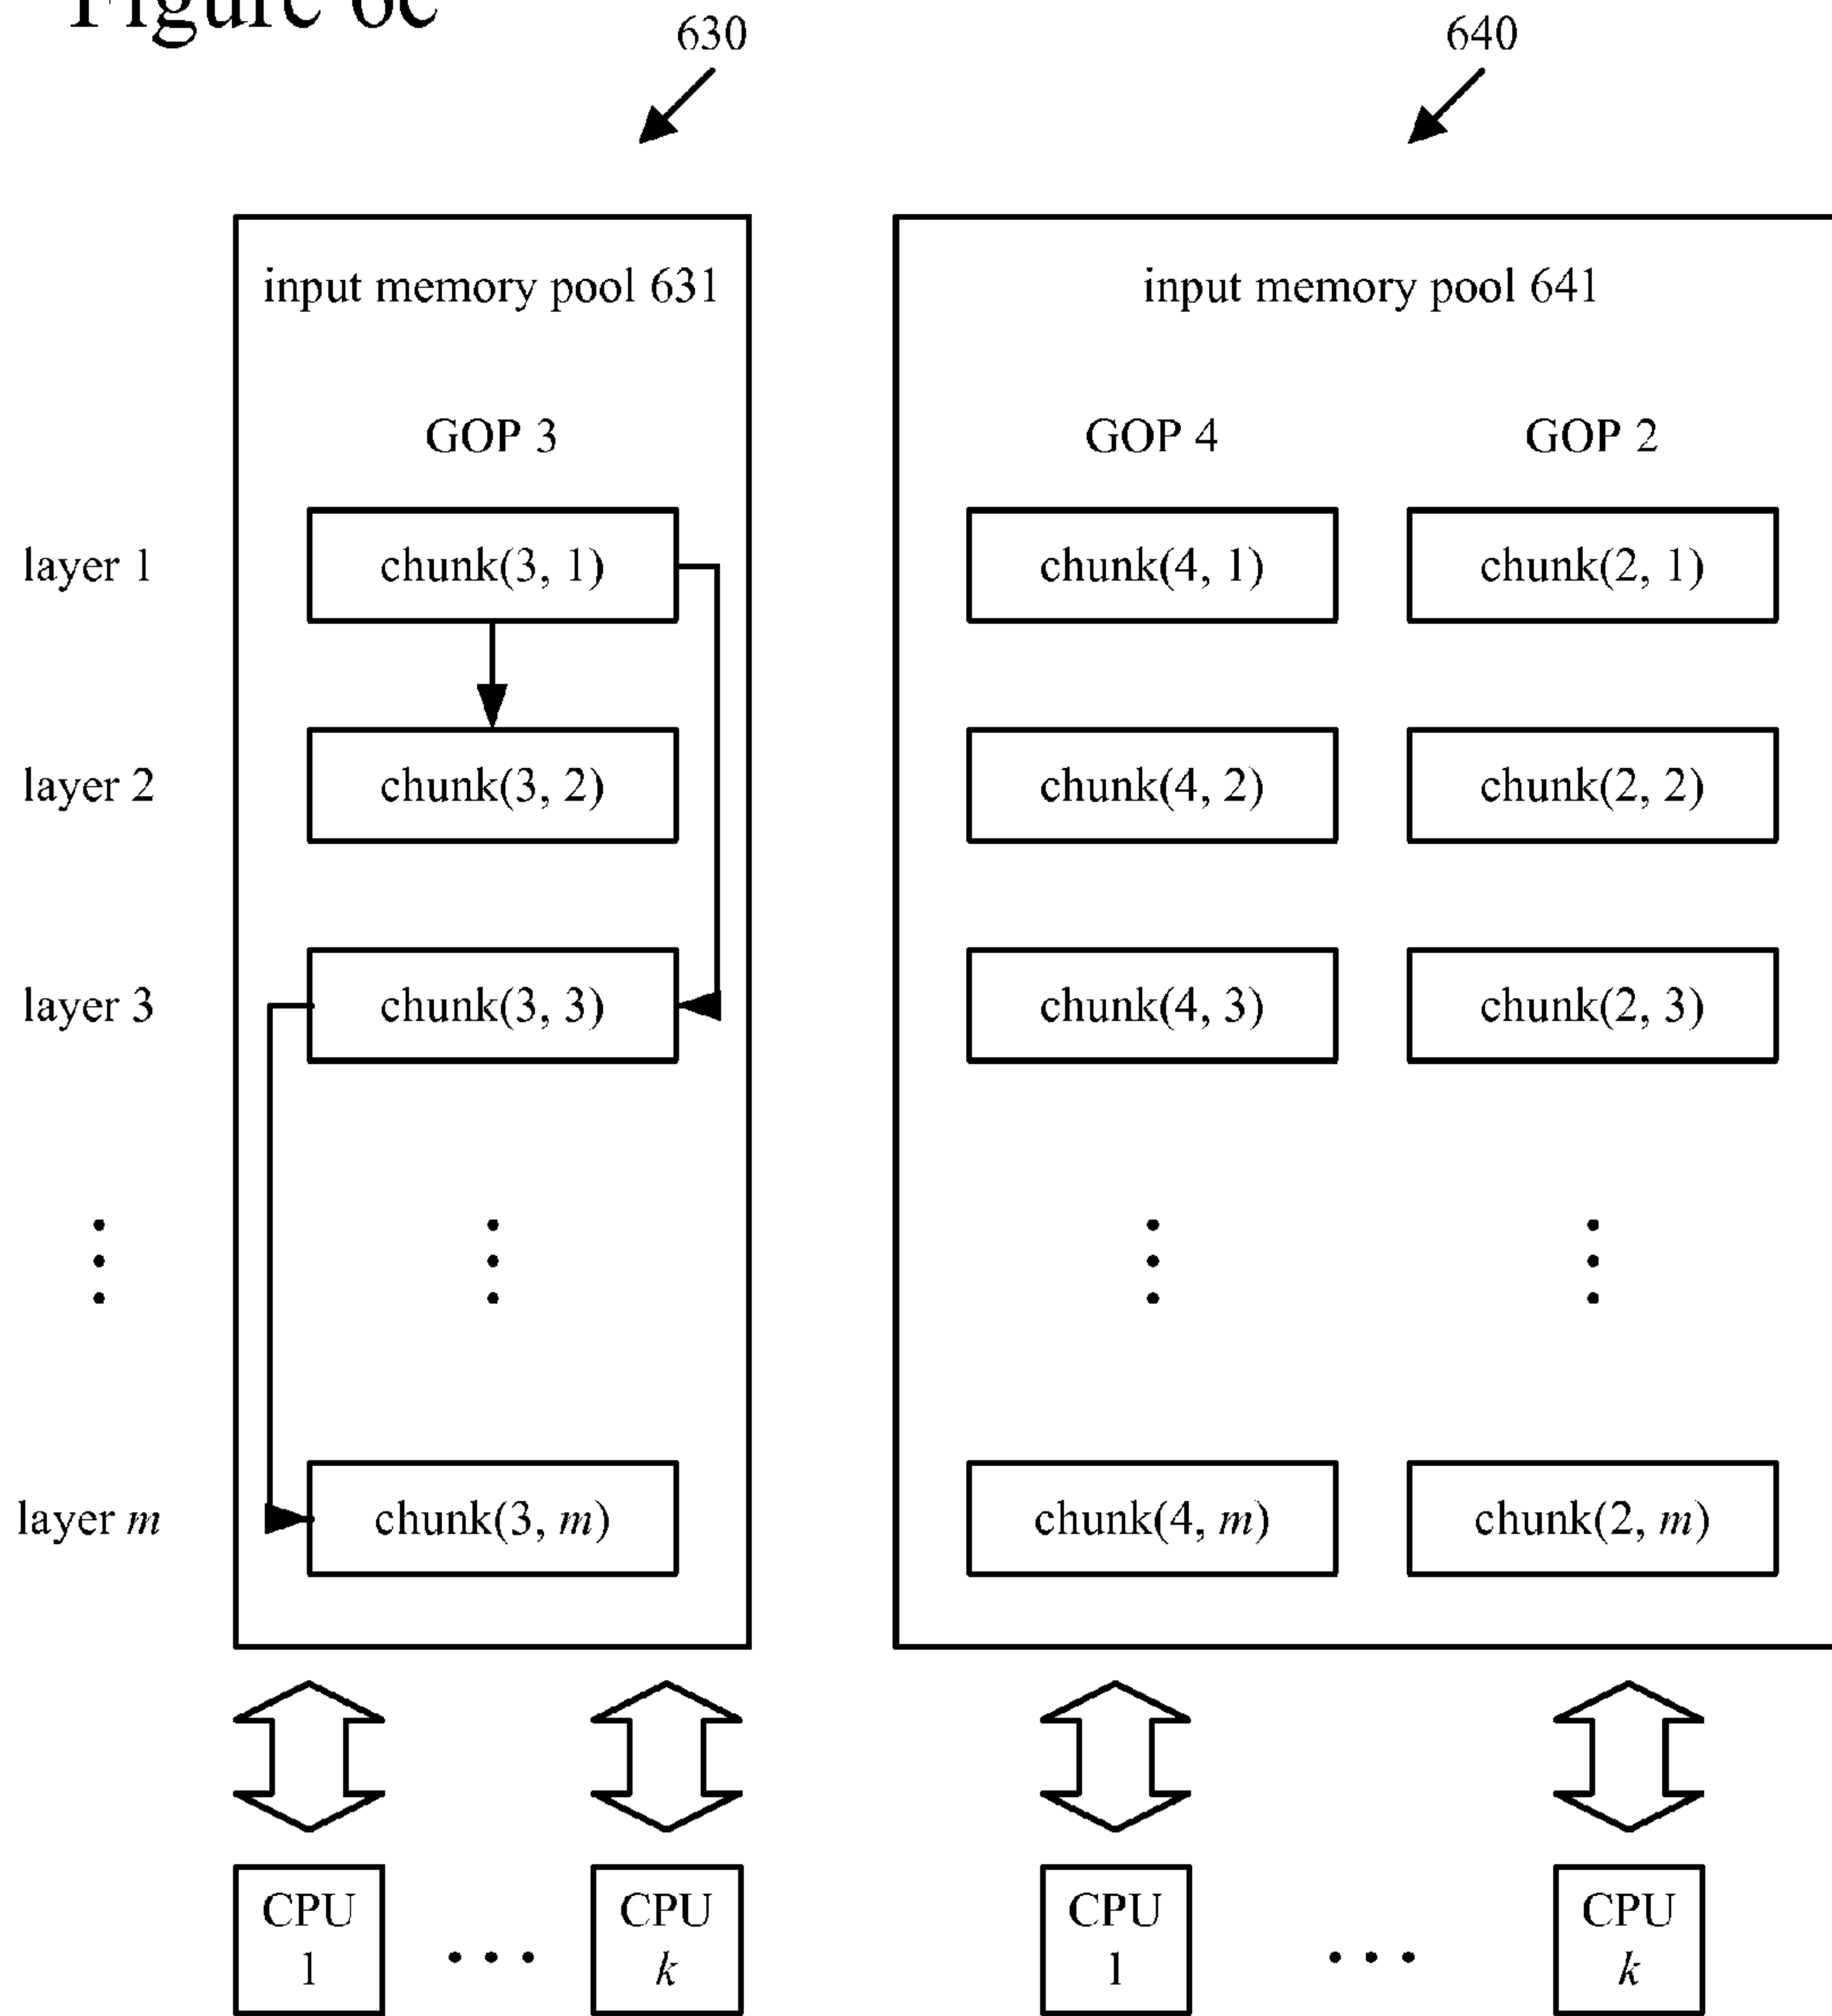 Figure 6c
630 640
input memory pool 631 input memory pool 641
GOP 3 GOP 4 GOP 2
layer 1 chunk(3, 1) chunk(4, 1) chunk(2, 1)
layer 2 chunk(3, 2) chunk(4, 2) chunk(2, 2)
layer 3 chunk(3, 3) chunk(4, 3) chunk(2, 3)
layer m chunk(3, m) chunk(4, m) chunk(2, m)
CPU CPU CPU CPU
1 k 1 k